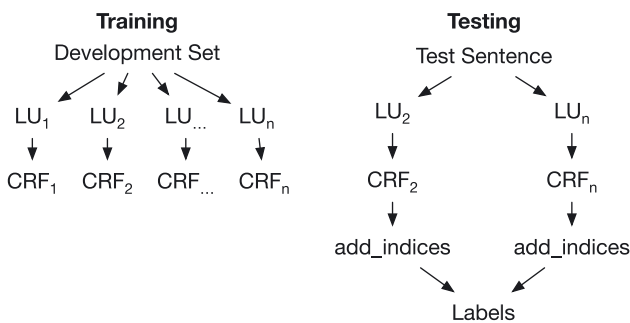 Training
Development Set
LU1 LU2 LU... LUn
CRF1 CRF2 CRF... CRFn
Testing
Test Sentence
LU2 LUn
CRF2 CRFn
add_indices add_indices
Labels